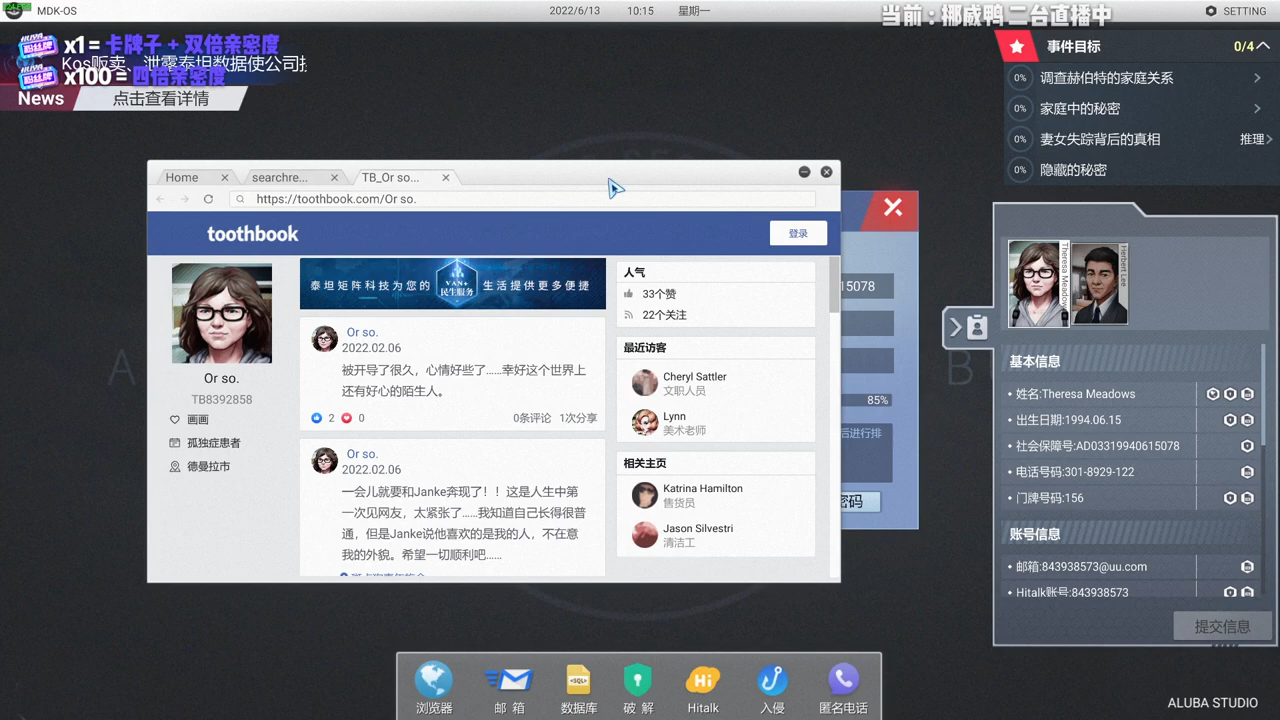 MDK-OS
2022/6/13
10:15
星期一
SETTING
当前：挪威鸭二台直播中
x1 = 卡牌子 + 双倍亲密度
Kos贩卖、泄露泰坦数据使公司
x100 = 四倍亲密度
News
点击查看详情
事件目标
0/4
0% 调查赫伯特的家庭关系
0% 家庭中的秘密
0% 妻女失踪背后的真相 推理
0% 隐藏的秘密
Home
searchre...
TB_Or so...
https://toothbook.com/Or so.
toothbook
登录
Or so.
TB8392858
画画
孤独症患者
德曼拉市
泰坦矩阵科技为您的
VAN+
民生服务
生活提供更多便捷
Or so.
2022.02.06
被开导了很久，心情好些了......幸好这个世界上
还有好心的陌生人。
2 0
0条评论 1次分享
Or so.
2022.02.06
一会儿就要和Janke奔现了！！这是人生中第
一次见网友，太紧张了......我知道自己长得很普
通，但是Janke说他喜欢的是我的人，不在意
我的外貌。希望一切顺利吧......
人气
33个赞
22个关注
最近访客
Cheryl Sattler
文职人员
Lynn
美术老师
相关主页
Katrina Hamilton
售货员
Jason Silvestri
清洁工
15078
85%
后进行排
密码
Theresa Meadows
Herbert Lee
基本信息
姓名:Theresa Meadows
出生日期:1994.06.15
社会保障号:AD03319940615078
电话号码:301-8929-122
门牌号码:156
账号信息
邮箱:843938573@uu.com
Hitalk账号:843938573
提交信息
浏览器
邮 箱
<SQL>
数据库
破 解
Hi
Hitalk
入侵
匿名电话
ALUBA STUDIO